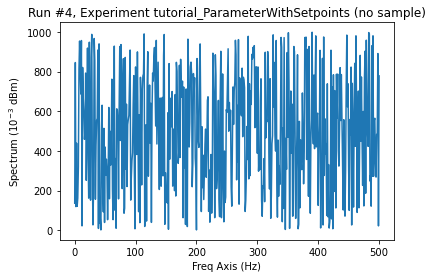 Run #4, Experiment tutorial_ParameterWithSetpoints (no sample)
1000
800
600
400
200
0
Spectrum (10⁻³ dBm)
0 100 200 300 400 500
Freq Axis (Hz)